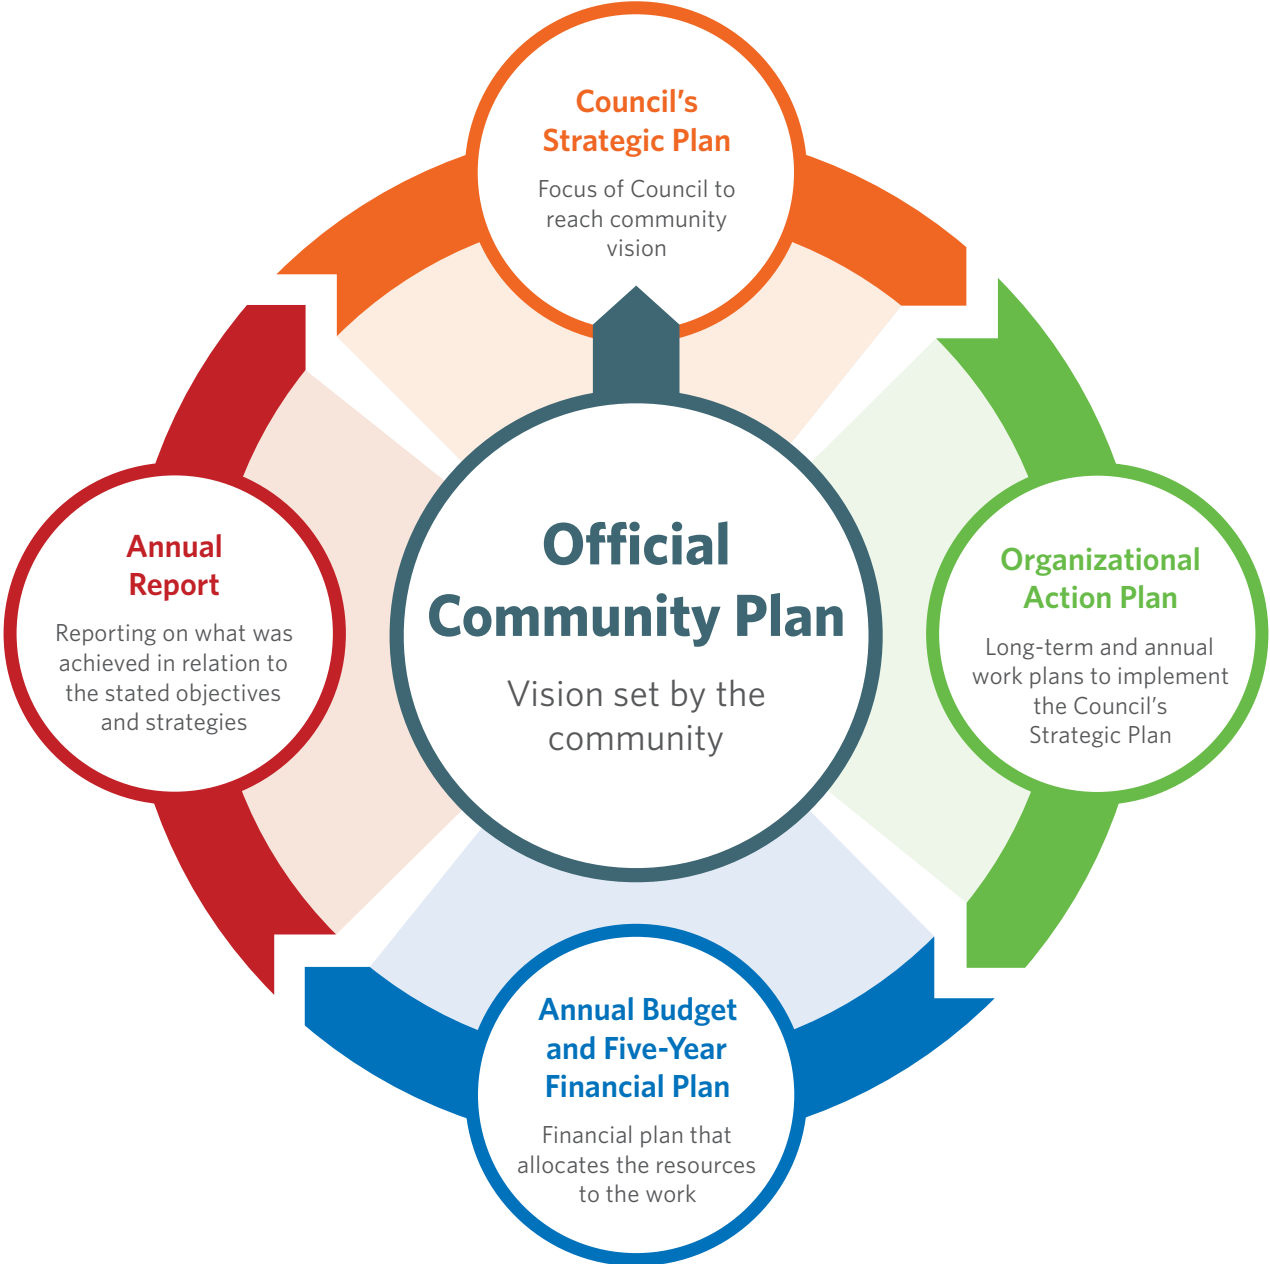 Council's
Strategic Plan
Focus of Council to
reach community
vision
Official
Community Plan
Vision set by the
community
Annual
Report
Reporting on what was
achieved in relation to
the stated objectives
and strategies
Organizational
Action Plan
Long-term and annual
work plans to implement
the Council's
Strategic Plan
Annual Budget
and Five-Year
Financial Plan
Financial plan that
allocates the resources
to the work